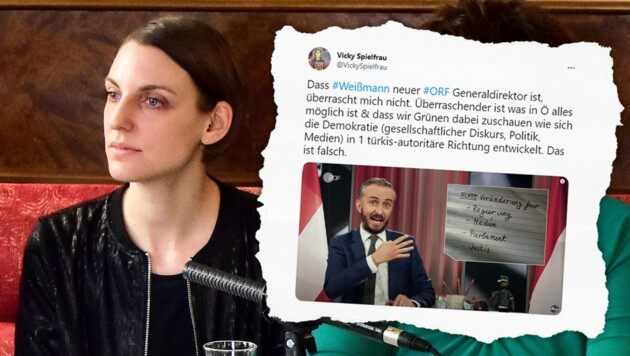 Vicky Spielfrau
@VickySpielfrau
Dass #Weißmann neuer #ORF Generaldirektor ist,
überrascht mich nicht. Überraschender ist was in Ö alles
möglich ist & dass wir Grünen dabei zuschauen wie sich
die Demokratie (gesellschaftlicher Diskurs, Politik,
Medien) in 1 türkis-autoritäre Richtung entwickelt. Das
ist falsch.
ZDF
Veränderung für
- Regierung
- Medien
- Parlament
- Justiz